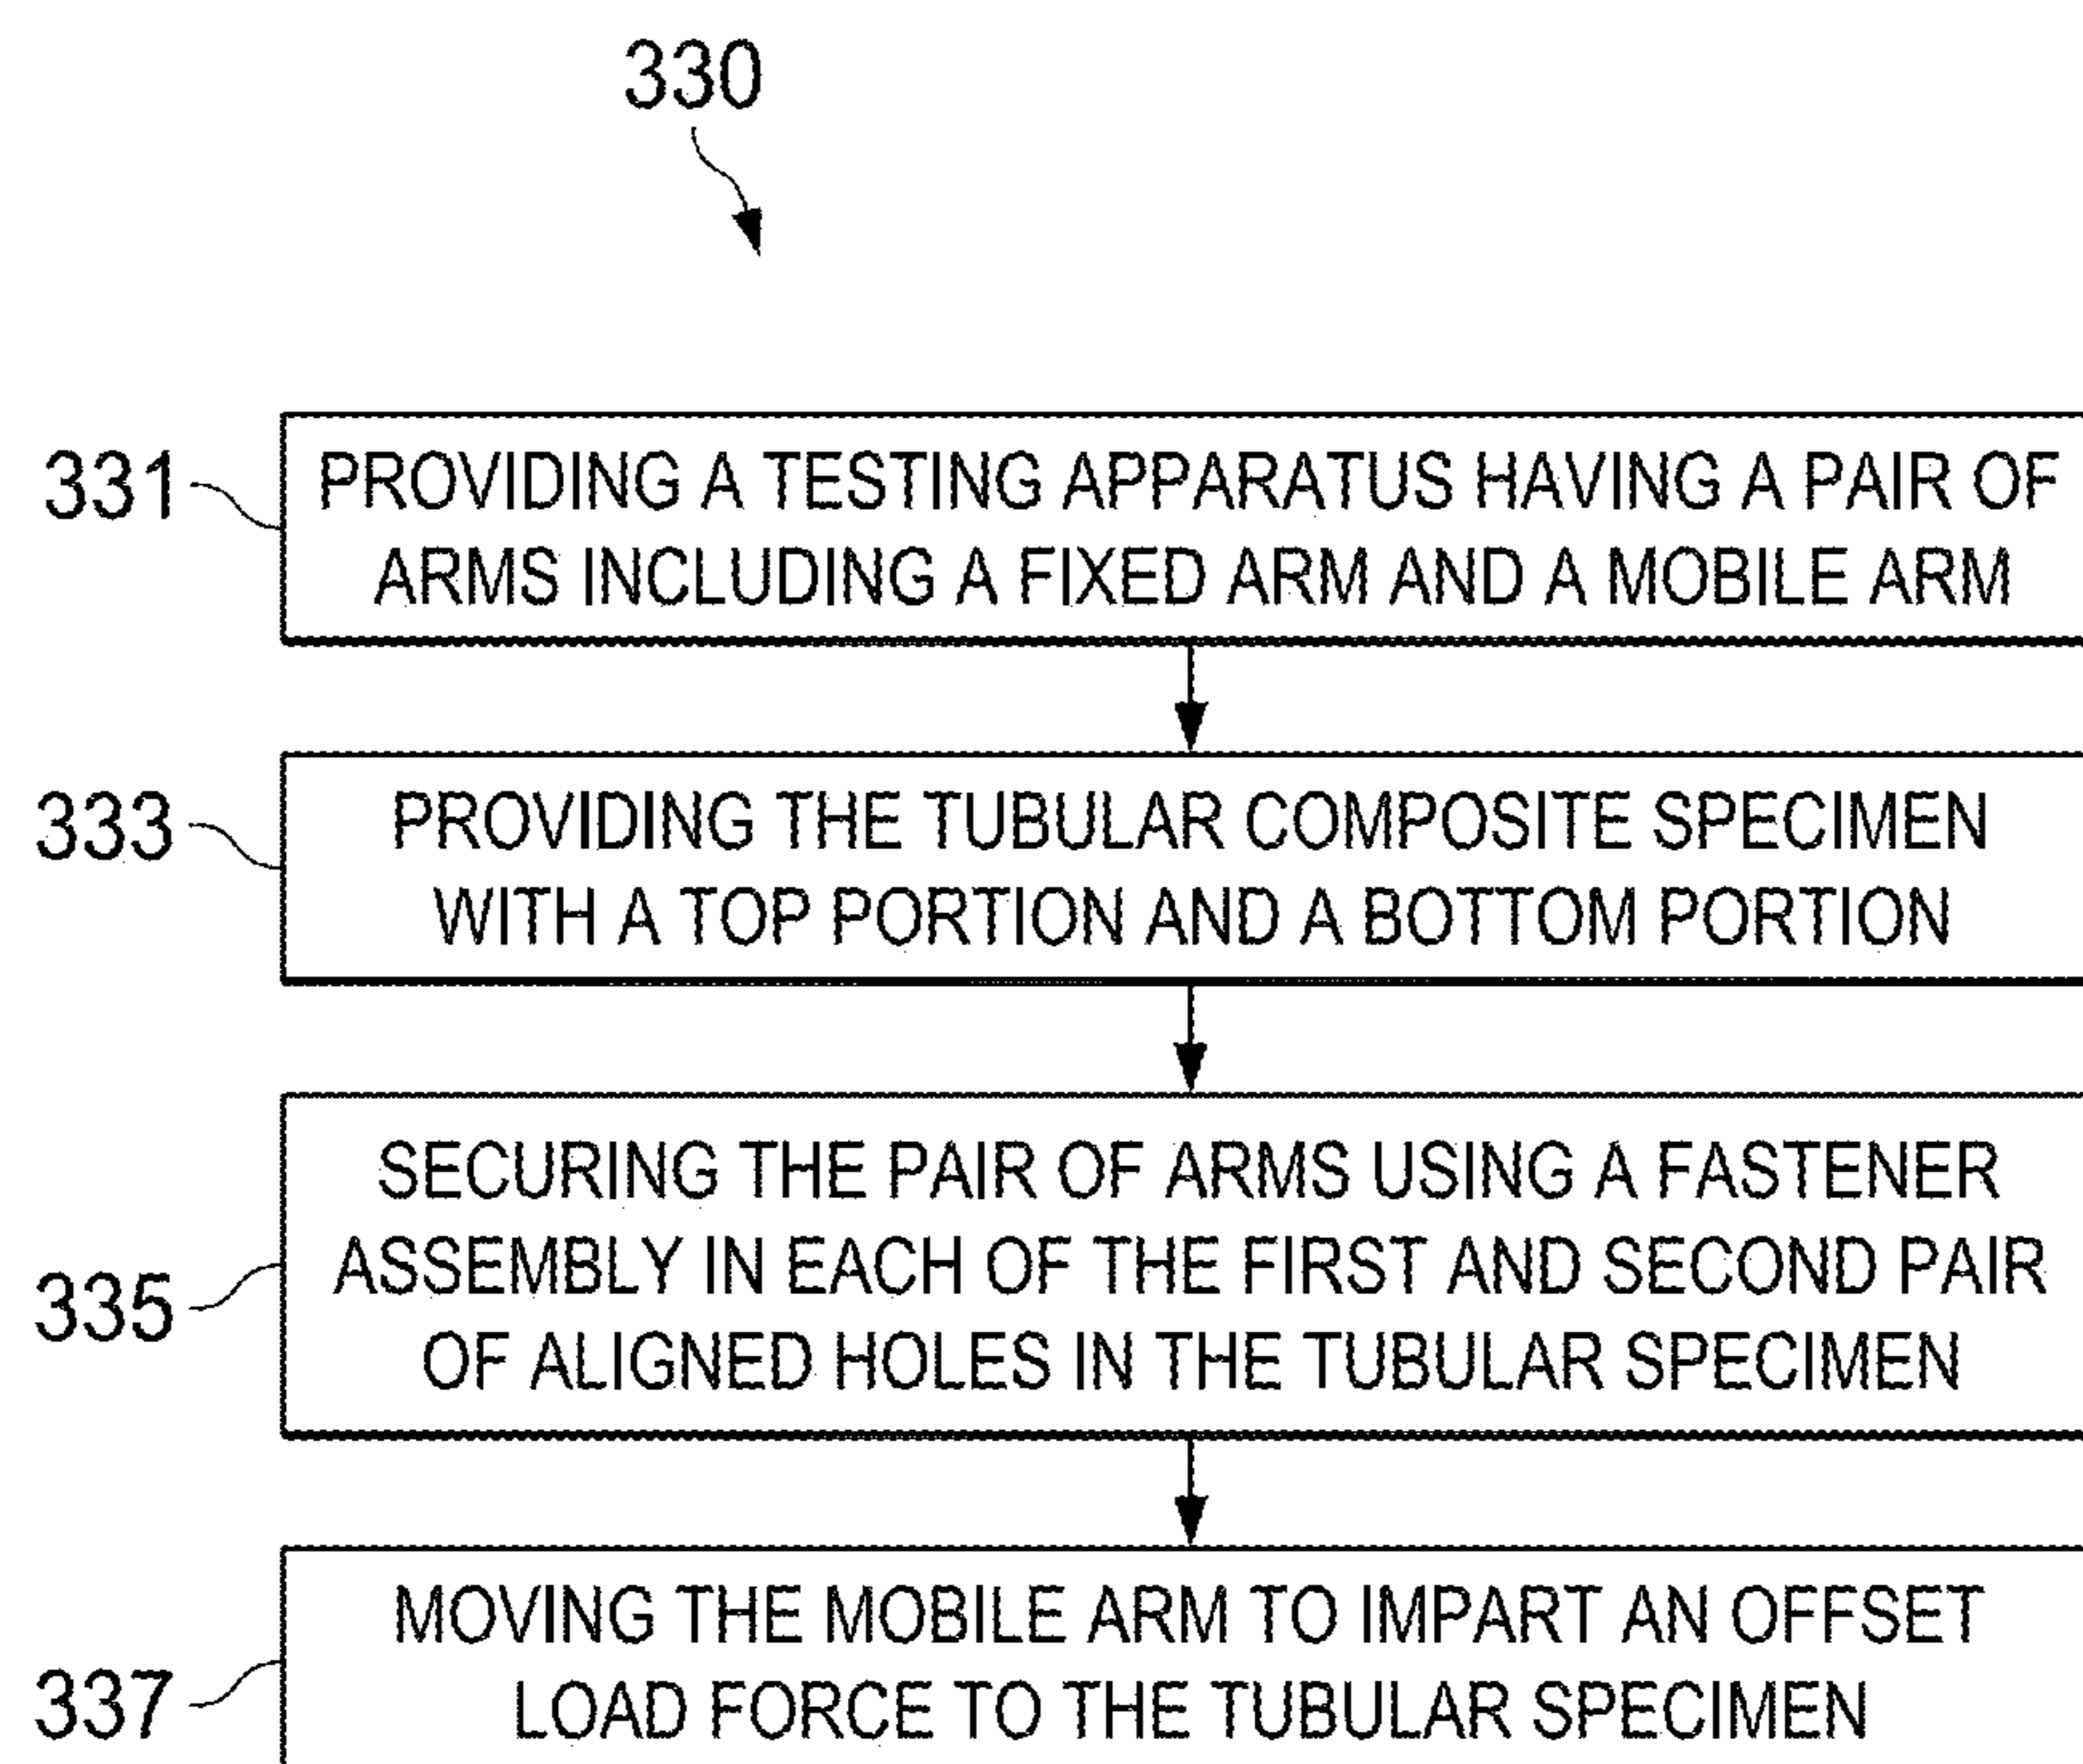 330
331
PROVIDING A TESTING APPARATUS HAVING A PAIR OF
ARMS INCLUDING A FIXED ARM AND A MOBILE ARM
333
PROVIDING THE TUBULAR COMPOSITE SPECIMEN
WITH A TOP PORTION AND A BOTTOM PORTION
335
SECURING THE PAIR OF ARMS USING A FASTENER
ASSEMBLY IN EACH OF THE FIRST AND SECOND PAIR
OF ALIGNED HOLES IN THE TUBULAR SPECIMEN
337
MOVING THE MOBILE ARM TO IMPART AN OFFSET
LOAD FORCE TO THE TUBULAR SPECIMEN